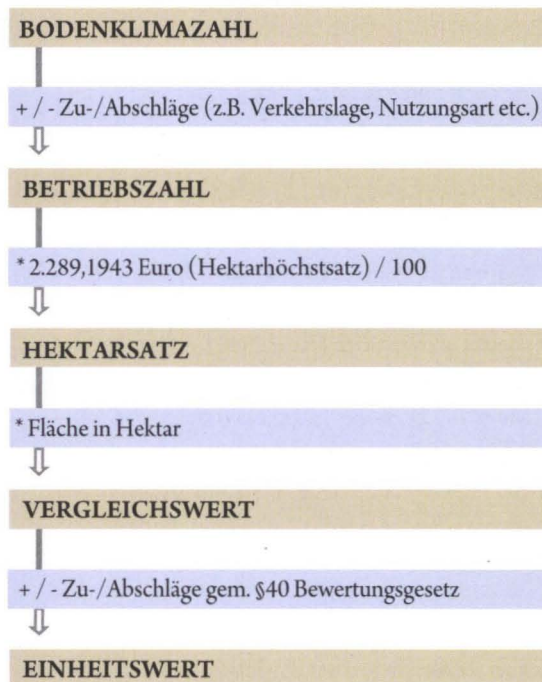 BODENKLIMAZAHL
+ / - Zu-/Abschläge (z.B. Verkehrslage, Nutzungsart etc.)
BETRIEBSZAHL
* 2.289,1943 Euro (Hektarhöchstsatz) / 100
HEKTARSATZ
* Fläche in Hektar
VERGLEICHSWERT
+ / - Zu-/Abschläge gem. §40 Bewertungsgesetz
EINHEITSWERT